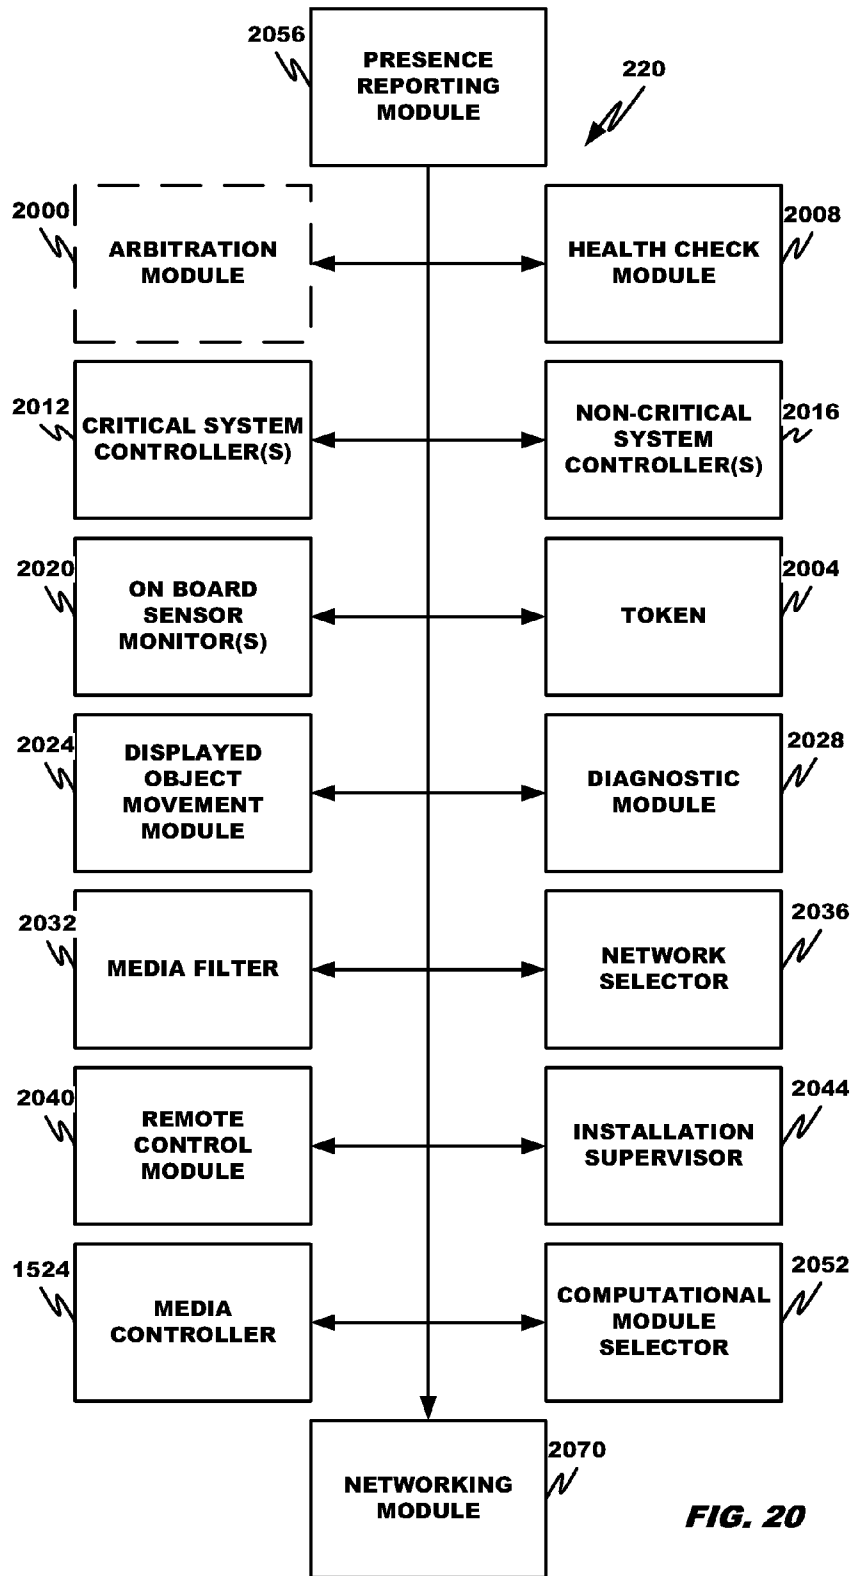 2056
PRESENCE
REPORTING
MODULE
220
2000
ARBITRATION
MODULE
HEALTH CHECK
MODULE
2008
2012
CRITICAL SYSTEM
CONTROLLER(S)
NON-CRITICAL
SYSTEM
CONTROLLER(S)
2016
2020
ON BOARD
SENSOR
MONITOR(S)
TOKEN
2004
2024
DISPLAYED
OBJECT
MOVEMENT
MODULE
DIAGNOSTIC
MODULE
2028
2032
MEDIA FILTER
NETWORK
SELECTOR
2036
2040
REMOTE
CONTROL
MODULE
INSTALLATION
SUPERVISOR
2044
1524
MEDIA
CONTROLLER
COMPUTATIONAL
MODULE
SELECTOR
2052
NETWORKING
MODULE
2070
FIG. 20